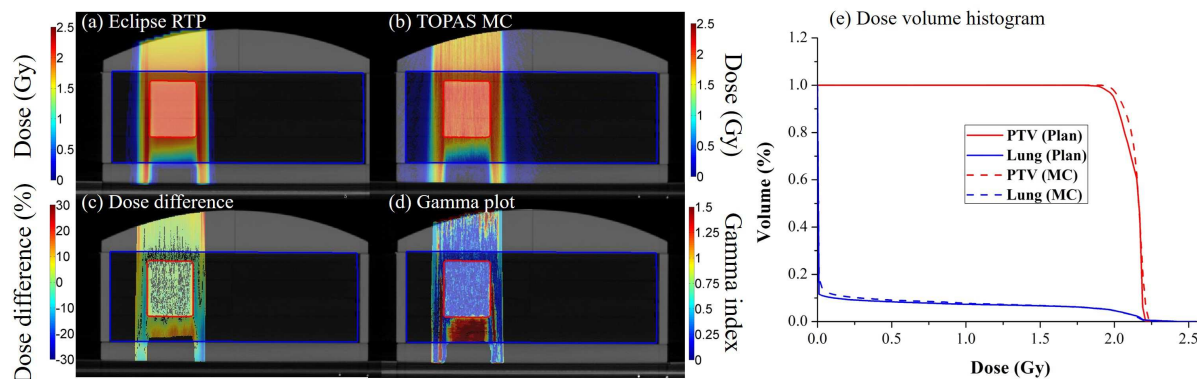 (a) Eclipse RTP
(b) TOPAS MC
(e) Dose volume histogram
Dose (Gy)
2.5
2
1.5
1
0.5
0
Dose (Gy)
2.5
2
1.5
1
0.5
0
(c) Dose difference
(d) Gamma plot
Dose difference (%)
30
20
10
0
-10
-20
-30
Gamma index
1.5
1.25
1
0.75
0.5
0.25
0
Volume (%)
1.2
1.0
0.8
0.6
0.4
0.2
0.0
PTV (Plan)
Lung (Plan)
PTV (MC)
Lung (MC)
0.0 0.5 1.0 1.5 2.0 2.5
Dose (Gy)